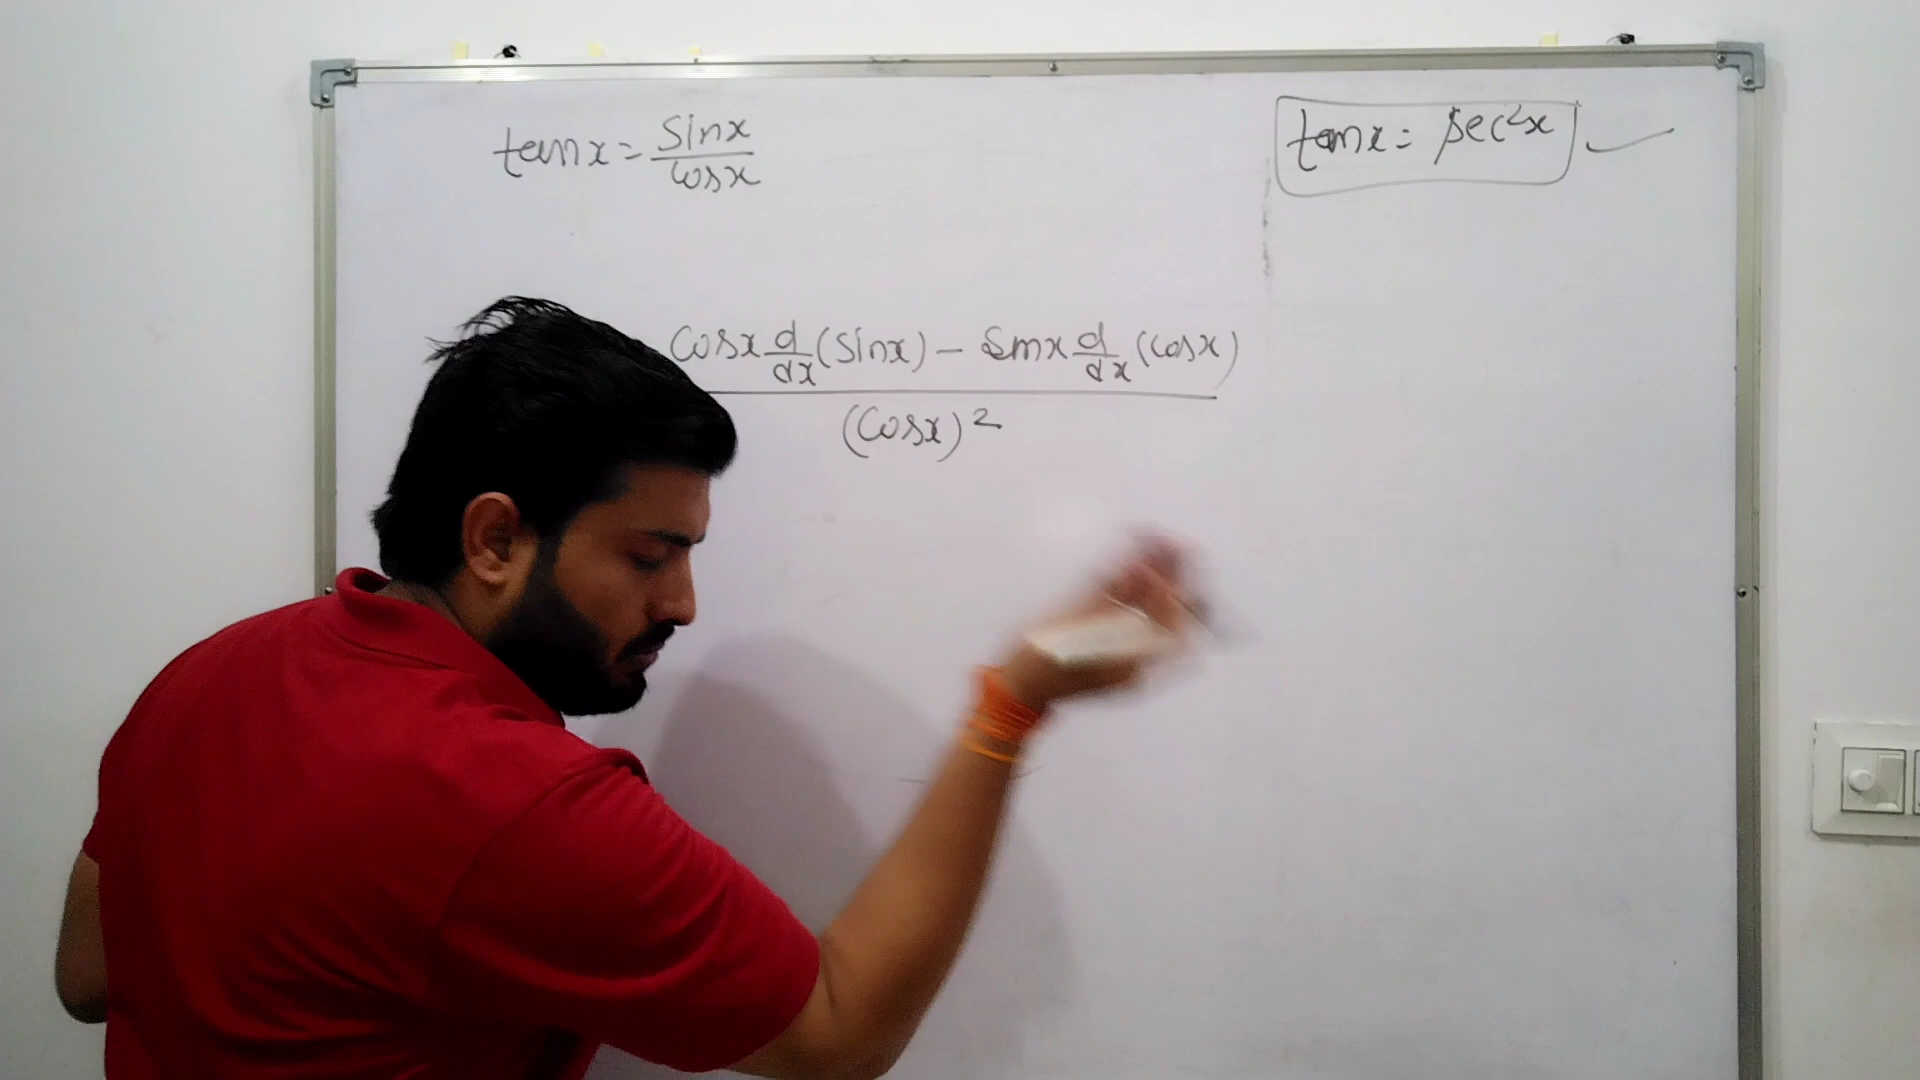 tanx = sinx / cosx
tanx = sec²x
cosx d/dx (sinx) - sinx d/dx (cosx)
(cosx)²